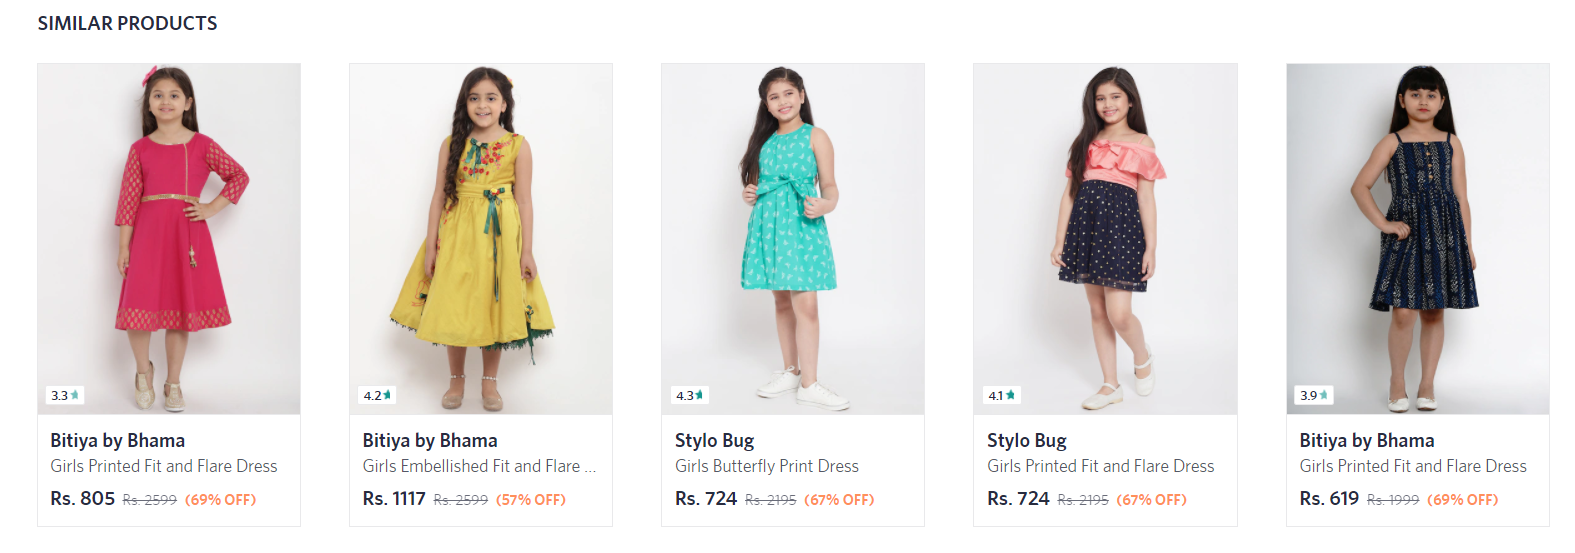 SIMILAR PRODUCTS
3.3
4.2
4.3
4.1
3.9
Bitiya by Bhama
Girls Printed Fit and Flare Dress
Rs. 805 Rs. 2599 (69% OFF)
Bitiya by Bhama
Girls Embellished Fit and Flare ...
Rs. 1117 Rs. 2599 (57% OFF)
Stylo Bug
Girls Butterfly Print Dress
Rs. 724 Rs. 2195 (67% OFF)
Stylo Bug
Girls Printed Fit and Flare Dress
Rs. 724 Rs. 2195 (67% OFF)
Bitiya by Bhama
Girls Printed Fit and Flare Dress
Rs. 619 Rs. 1999 (69% OFF)